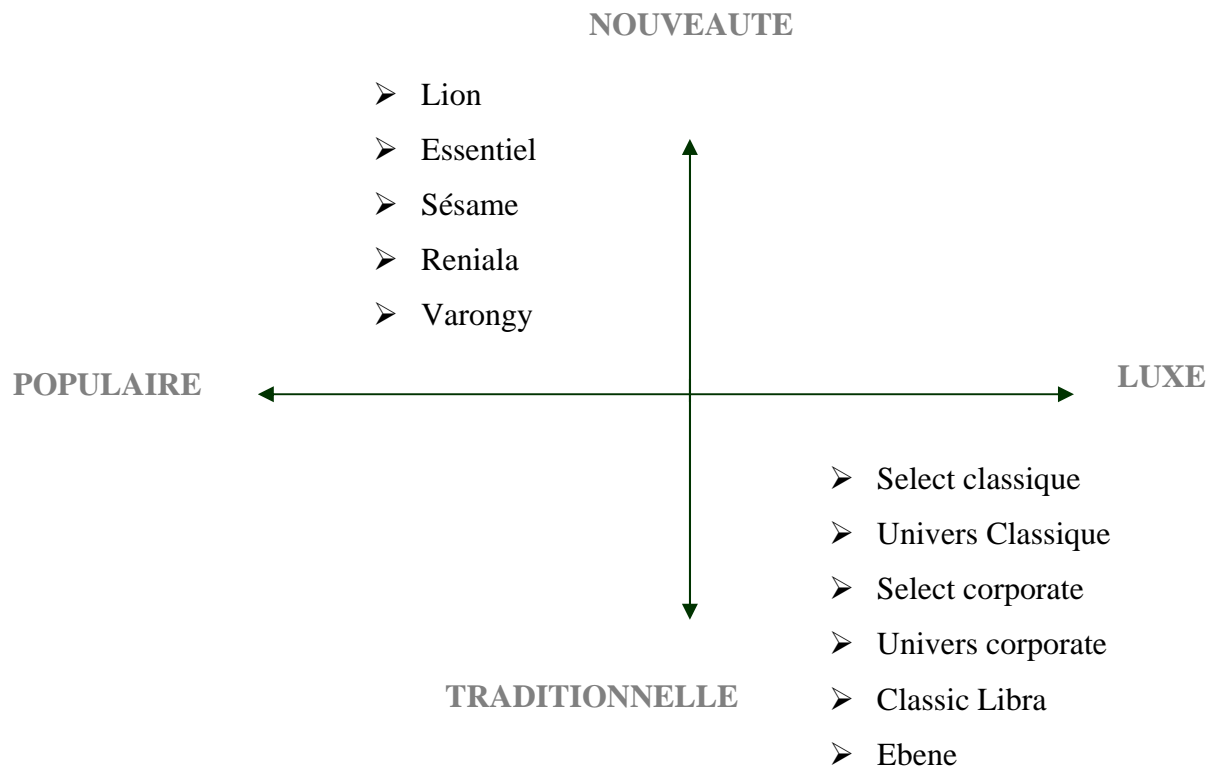 NOUVEAUTE
➢ Lion
➢ Essentiel
➢ Sésame
➢ Reniala
➢ Varongy
POPULAIRE
LUXE
➢ Select classique
➢ Univers Classique
➢ Select corporate
➢ Univers corporate
TRADITIONNELLE
➢ Classic Libra
➢ Ebene